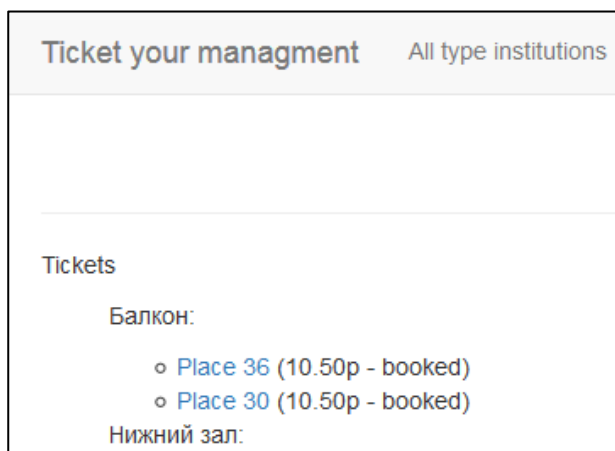 Ticket your managment All type institutions
Tickets
Балкон:
Place 36 (10.50р - booked)
Place 30 (10.50р - booked)
Нижний зал: